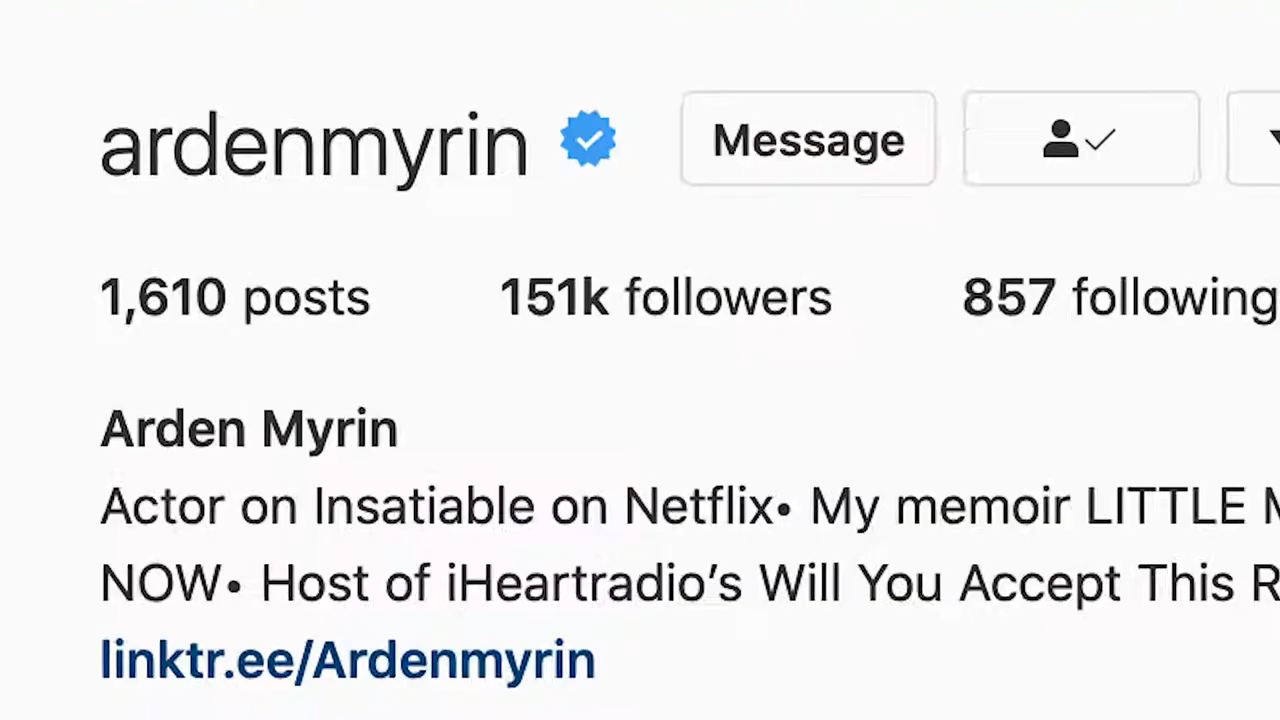 ardenmyrin Message
1,610 posts 151k followers 857 following
Arden Myrin
Actor on Insatiable on Netflix• My memoir LITTLE
NOW• Host of iHeartradio’s Will You Accept This
linktr.ee/Ardenmyrin